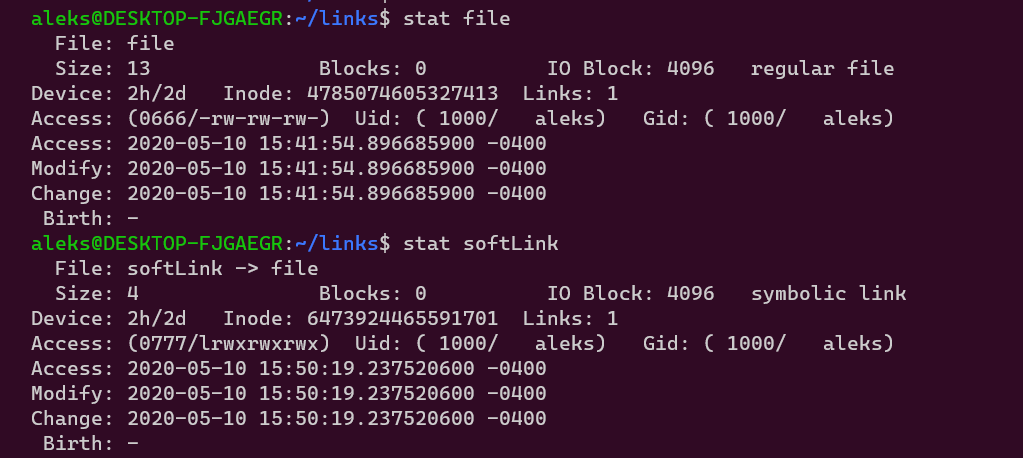 aleks@DESKTOP-FJGAEGR:~/links$ stat file
  File: file
  Size: 13              Blocks: 0          IO Block: 4096   regular file
Device: 2h/2d   Inode: 4785074605327413  Links: 1
Access: (0666/-rw-rw-rw-)  Uid: ( 1000/   aleks)   Gid: ( 1000/   aleks)
Access: 2020-05-10 15:41:54.896685900 -0400
Modify: 2020-05-10 15:41:54.896685900 -0400
Change: 2020-05-10 15:41:54.896685900 -0400
 Birth: -
aleks@DESKTOP-FJGAEGR:~/links$ stat softLink
  File: softLink -> file
  Size: 4               Blocks: 0          IO Block: 4096   symbolic link
Device: 2h/2d   Inode: 6473924465591701  Links: 1
Access: (0777/lrwxrwxrwx)  Uid: ( 1000/   aleks)   Gid: ( 1000/   aleks)
Access: 2020-05-10 15:50:19.237520600 -0400
Modify: 2020-05-10 15:50:19.237520600 -0400
Change: 2020-05-10 15:50:19.237520600 -0400
 Birth: -